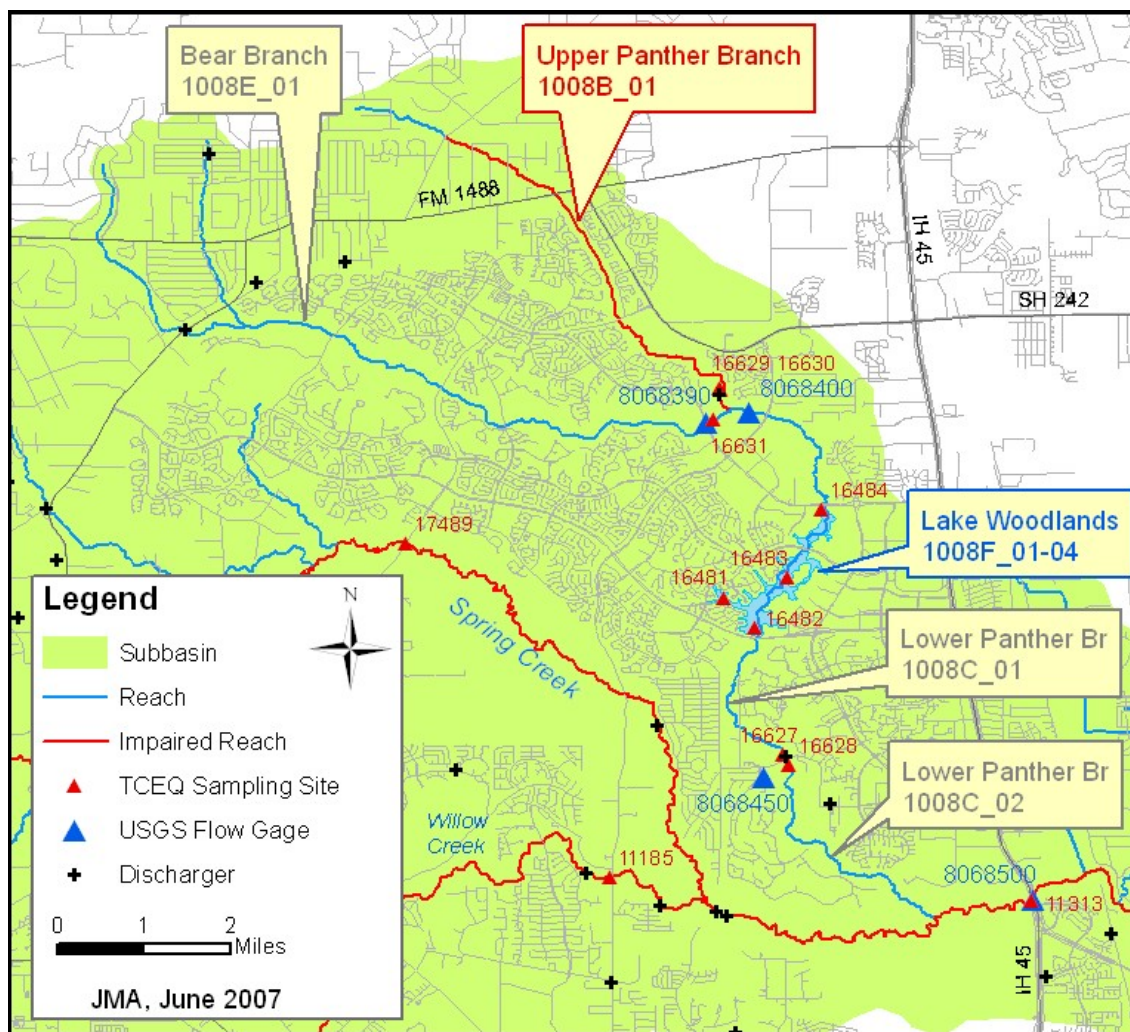 Bear Branch
1008E_01
Upper Panther Branch
1008B_01
FM 1488
IH 45
SH 242
16629 16630
8068390
8068400
16631
16484
17489
Lake Woodlands
1008F_01-04
16483
16481
16482
Spring Creek
Lower Panther Br
1008C_01
16627
16628
8068450
Lower Panther Br
1008C_02
Willow
Creek
11185
8068500
11313
IH 45
Legend
N
Subbasin
Reach
Impaired Reach
TCEQ Sampling Site
USGS Flow Gage
Discharger
0 1 2
Miles
JMA, June 2007